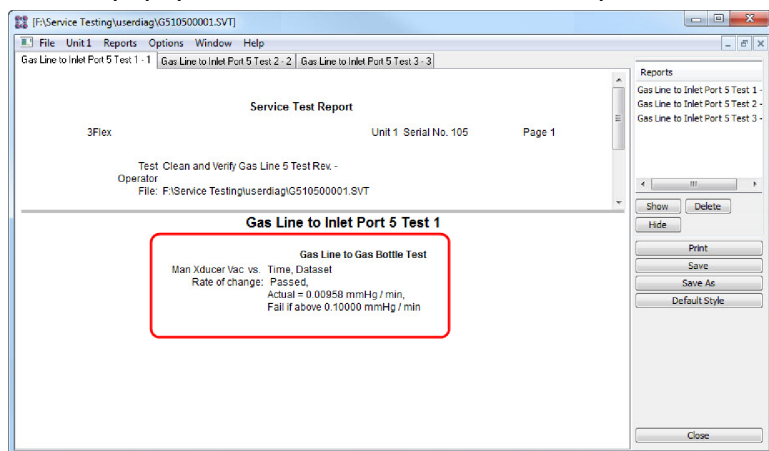 [F:\Service Testing\userdiag\G510500001.SVT]
File Unit 1 Reports Options Window Help
Gas Line to Inlet Port 5 Test 1 - 1 Gas Line to Inlet Port 5 Test 2 - 2 Gas Line to Inlet Port 5 Test 3 - 3
Service Test Report
3Flex Unit 1 Serial No. 105 Page 1
Test Clean and Verify Gas Line 5 Test Rev. -
Operator
File: F:\Service Testing\userdiag\G510500001.SVT
Gas Line to Inlet Port 5 Test 1
Gas Line to Gas Bottle Test
Man Xducer Vac vs. Time, Dataset
Rate of change: Passed,
Actual = 0.00958 mmHg / min,
Fail if above 0.10000 mmHg / min
Reports
Gas Line to Inlet Port 5 Test 1 -
Gas Line to Inlet Port 5 Test 2 -
Gas Line to Inlet Port 5 Test 3 -
Show Delete
Hide
Print
Save
Save As
Default Style
Close